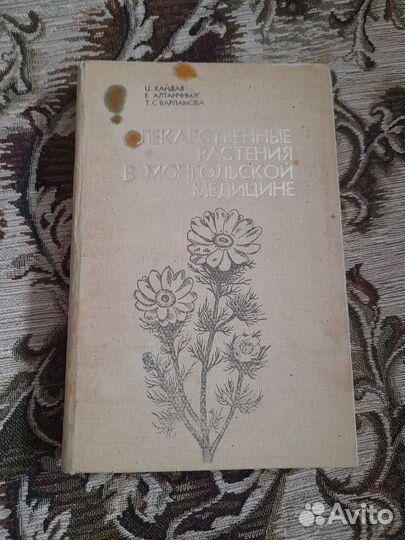 Ц. ХАЙДАВ
Б. АЛТАНЧИМЭГ
Т. С. ВАРЛАМОВА
ЛЕКАРСТВЕННЫЕ
РАСТЕНИЯ
В МОНГОЛЬСКОЙ
МЕДИЦИНЕ
Avito